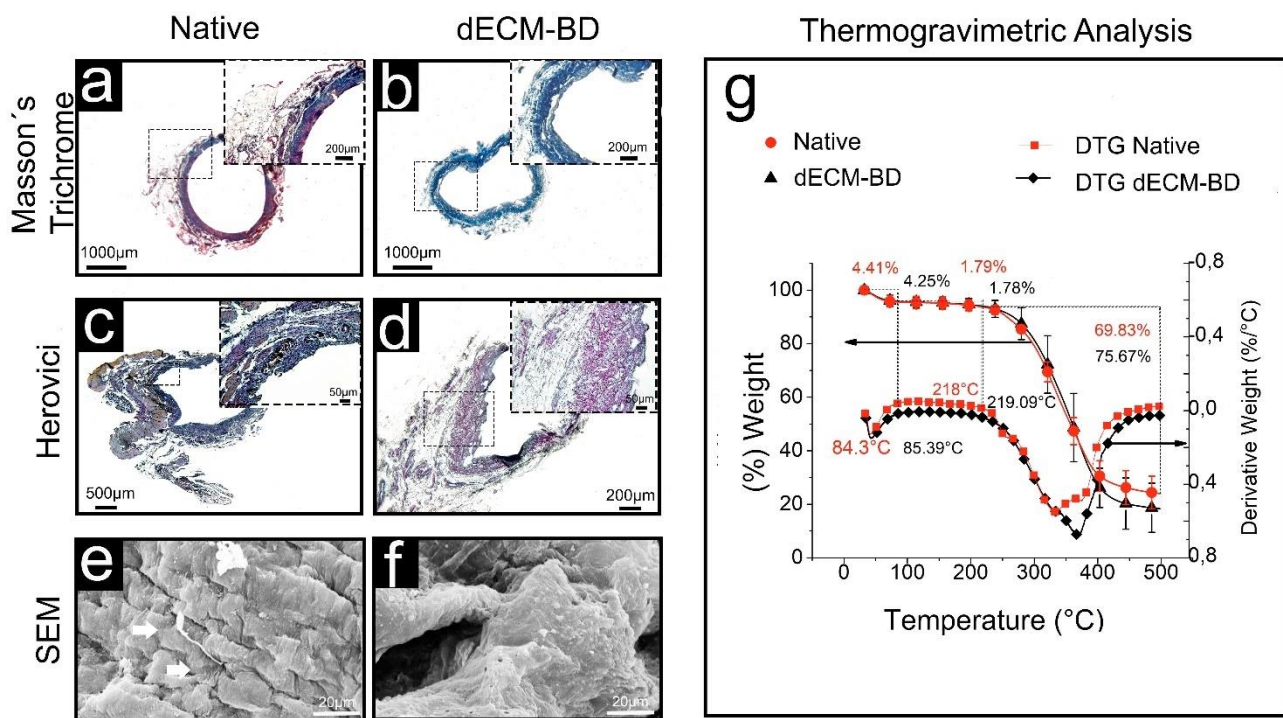 Native
dECM-BD
Thermogravimetric Analysis
Masson´s
Trichrome
a
200µm
1000µm
b
200µm
1000µm
Herovici
c
50µm
500µm
d
50µm
200µm
SEM
e
20µm
f
20µm
g
Native
DTG Native
dECM-BD
DTG dECM-BD
4.41%
4.25%
1.79%
1.78%
69.83%
75.67%
218°C
219.09°C
84.3°C
85.39°C
(%) Weight
100
80
60
40
20
0
-0,8
-0,4
0,0
0,4
0,8
Derivative Weight (%/°C)
0 100 200 300 400 500
Temperature (°C)